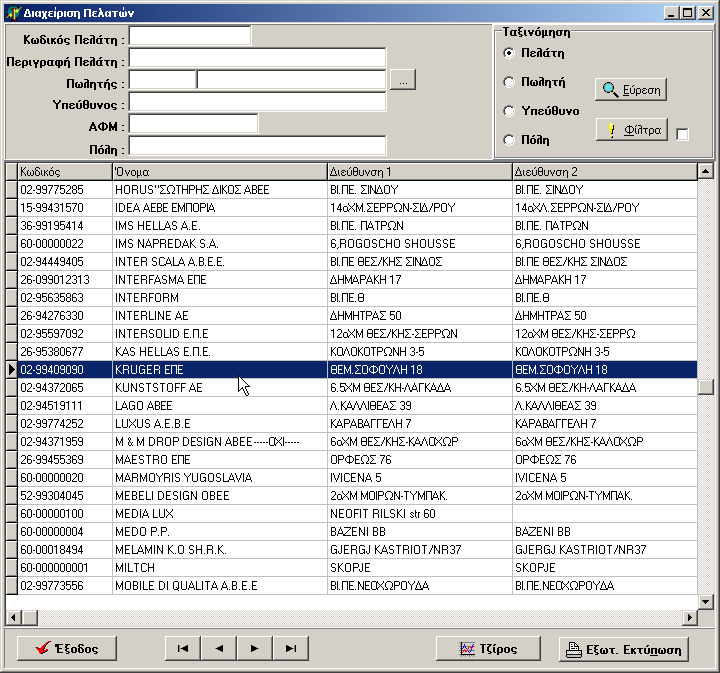 Διαχείριση Πελατών
Κωδικός Πελάτη :
Περιγραφή Πελάτη :
Πωλητής :
...
Υπεύθυνος :
ΑΦΜ :
Πόλη :
Ταξινόμηση
Πελάτη
Πωλητή
Υπεύθυνο
Πόλη
Εύρεση
Φίλτρα
Κωδικός Όνομα Διεύθυνση 1 Διεύθυνση 2
02-99775285 HORUS''ΣΩΤΗΡΗΣ ΔΙΚΟΣ ΑΒΕΕ ΒΙ.ΠΕ. ΣΙΝΔΟΥ ΒΙ.ΠΕ. ΣΙΝΔΟΥ
15-99431570 IDEA ΑΕΒΕ ΕΜΠΟΡΙΑ 14οΧΜ.ΣΕΡΡΩΝ-ΣΙΔ/ΡΟΥ 14οΧΛ.ΣΕΡΡΩΝ-ΣΙΔ/ΡΟΥ
36-99195414 IMS HELLAS A.E. ΒΙ.ΠΕ. ΠΑΤΡΩΝ ΒΙ.ΠΕ. ΠΑΤΡΩΝ
60-00000022 IMS NAPREDAK S.A. 6,ROGOSCHO SHOUSSE 6,ROGOSCHO SHOUSSE
02-94449405 INTER SCALA A.B.E.E. ΒΙ.ΠΕ ΘΕΣ/ΚΗΣ ΣΙΝΔΟΣ ΒΙ.ΠΕ ΘΕΣ/ΚΗΣ ΣΙΝΔΟΣ
26-099012313 INTERFASMA ΕΠΕ ΔΗΜΑΡΑΚΗ 17 ΔΗΜΑΡΑΚΗ 17
02-95635863 INTERFORM ΒΙ.ΠΕ.Θ ΒΙ.ΠΕ.Θ
26-94276330 INTERLINE AE ΔΗΜΗΤΡΑΣ 50 ΔΗΜΗΤΡΑΣ 50
02-95597092 INTERSOLID Ε.Π.Ε 12οΧΜ ΘΕΣ/ΚΗΣ-ΣΕΡΡΩΝ 12οΧΜ ΘΕΣ/ΚΗΣ-ΣΕΡΡΩ
26-95380677 KAS HELLAS Ε.Π.Ε. ΚΟΛΟΚΟΤΡΩΝΗ 3-5 ΚΟΛΟΚΟΤΡΩΝΗ 3-5
02-99409090 KRUGER ΕΠΕ ΘΕΜ.ΣΟΦΟΥΛΗ 18 ΘΕΜ.ΣΟΦΟΥΛΗ 18
02-94372065 KUNSTSTOFF AE 6.5ΧΜ ΘΕΣ/ΚΗ-ΛΑΓΚΑΔΑ 6.5ΧΜ ΘΕΣ/ΚΗ-ΛΑΓΚΑΔΑ
02-94519111 LAGO ABEE Λ.ΚΑΛΛΙΘΕΑΣ 39 Λ.ΚΑΛΛΙΘΕΑΣ 39
02-99774252 LUXUS A.E.B.E ΚΑΡΑΒΑΓΓΕΛΗ 7 ΚΑΡΑΒΑΓΓΕΛΗ 7
02-94371959 M & M DROP DESIGN ABEE-----ΟΧΙ----- 6οΧΜ ΘΕΣ/ΚΗΣ-ΚΑΛΟΧΩΡ 6οΧΜ ΘΕΣ/ΚΗΣ-ΚΑΛΟΧΩΡ
26-99455369 MAESTRO ΕΠΕ ΟΡΦΕΩΣ 76 ΟΡΦΕΩΣ 76
60-00000020 MARMOYRIS YUGOSLAVIA IVICENA 5 IVICENA 5
52-99304045 MEBELI DESIGN OBEE 2οΧΜ ΜΟΙΡΩΝ-ΤΥΜΠΑΚ. 2οΧΜ ΜΟΙΡΩΝ-ΤΥΜΠΑΚ.
60-00000100 MEDIA LUX NEOFIT RILSKI str 60
60-00000004 MEDO P.P. BAZENI BB BAZENI BB
60-00018494 MELAMIN K.O SH.R.K. GJERGJ KASTRIOT/NR37 GJERGJ KASTRIOT/NR37
60-000000001 MILTCH SKOPJE SKOPJE
02-99773556 MOBILE DI QUALITA A.B.E.E ΒΙ.ΠΕ.ΝΕΟΧΩΡΟΥΔΑ ΒΙ.ΠΕ.ΝΕΟΧΩΡΟΥΔΑ
Έξοδος Τζίρος Εξωτ. Εκτύπωση